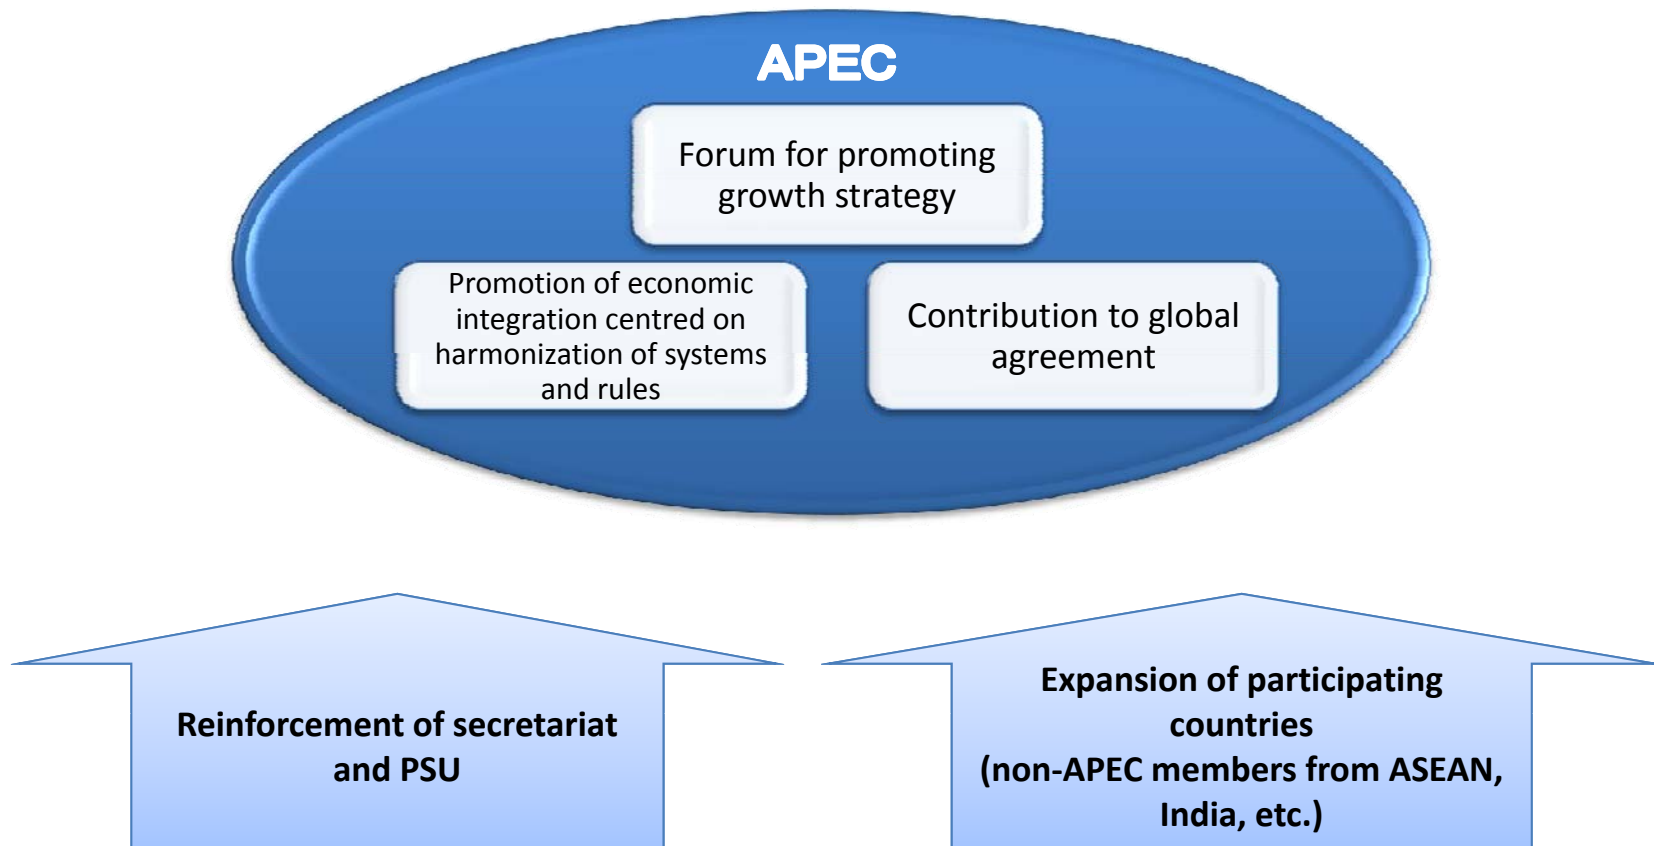 APEC
Forum for promoting
growth strategy
Promotion of economic
integration centred on
harmonization of systems
and rules
Contribution to global
agreement
Reinforcement of secretariat
and PSU
Expansion of participating
countries
(non-APEC members from ASEAN,
India, etc.)